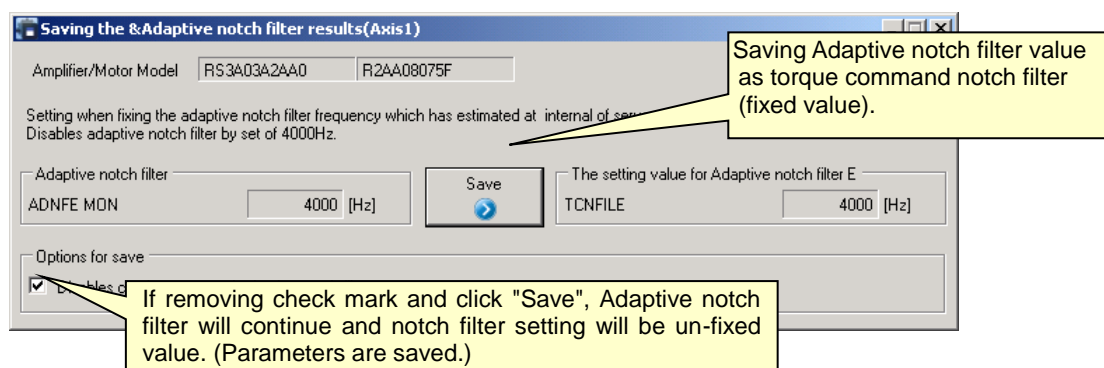 Saving the &Adaptive notch filter results(Axis1)
Saving Adaptive notch filter value
as torque command notch filter
(fixed value).
Amplifier/Motor Model RS3A03A2AA0 R2AA08075F
Setting when fixing the adaptive notch filter frequency which has estimated at internal of
Disables adaptive notch filter by set of 4000Hz.
Adaptive notch filter
ADNFE MON 4000 [Hz]
Save
The setting value for Adaptive notch filter E
TCNFILE 4000 [Hz]
Options for save
If removing check mark and click "Save", Adaptive notch
filter will continue and notch filter setting will be un-fixed
value. (Parameters are saved.)